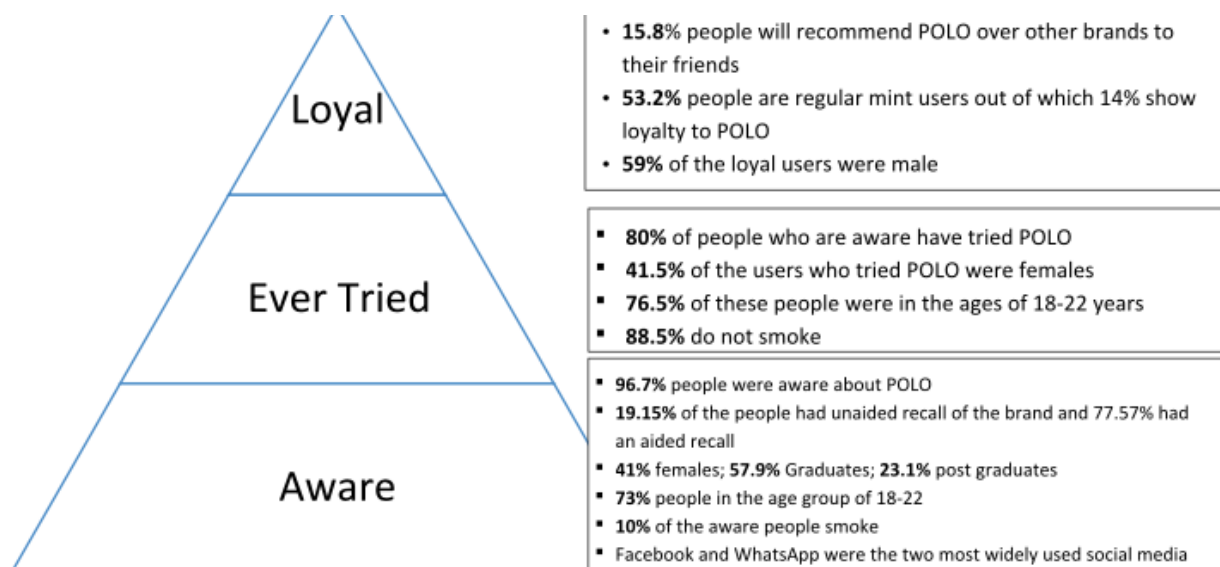 Loyal
• 15.8% people will recommend POLO over other brands to
their friends
• 53.2% people are regular mint users out of which 14% show
loyalty to POLO
• 59% of the loyal users were male
Ever Tried
▪ 80% of people who are aware have tried POLO
▪ 41.5% of the users who tried POLO were females
▪ 76.5% of these people were in the ages of 18-22 years
▪ 88.5% do not smoke
Aware
▪ 96.7% people were aware about POLO
▪ 19.15% of the people had unaided recall of the brand and 77.57% had
an aided recall
▪ 41% females; 57.9% Graduates; 23.1% post graduates
▪ 73% people in the age group of 18-22
▪ 10% of the aware people smoke
▪ Facebook and WhatsApp were the two most widely used social media